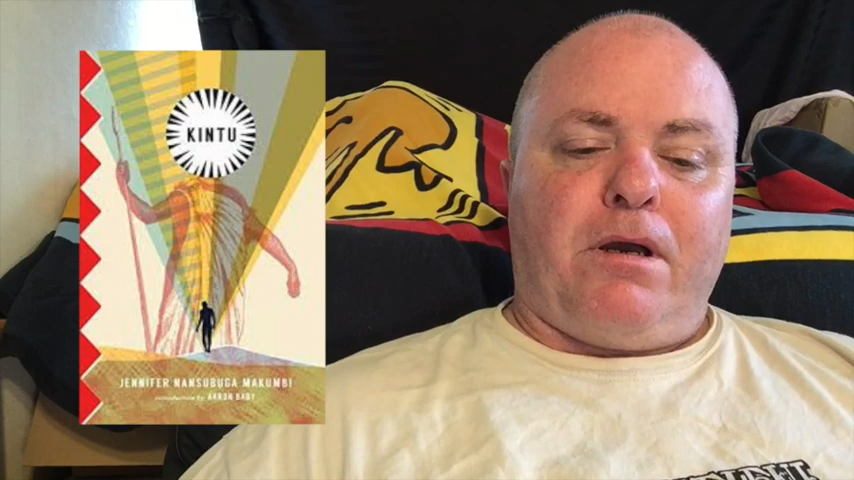 KINTU
JENNIFER NANSUBUGA MAKUMBI
introduction by AARON BADY